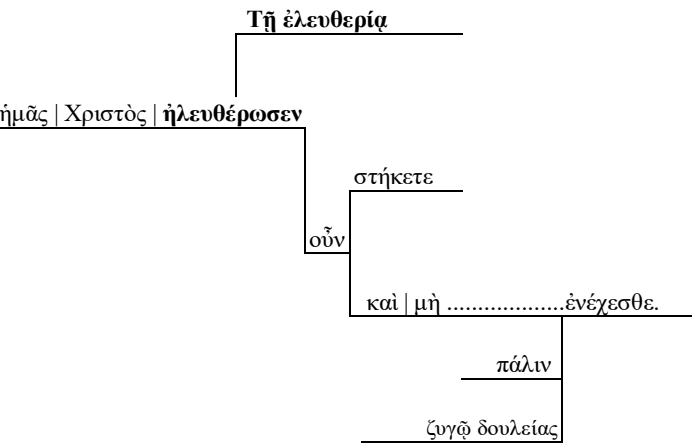 Τῇ ἐλευθερίᾳ
ἡμᾶς | Χριστὸς | ἠλευθέρωσεν
στήκετε
οὖν
καὶ | μὴ ...................ἐνέχεσθε.
πάλιν
ζυγῷ δουλείας